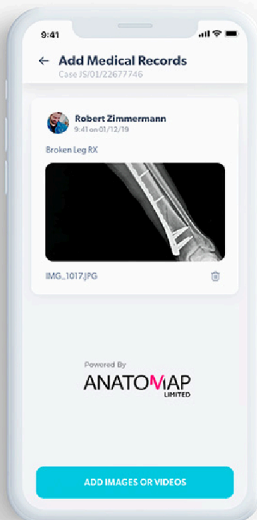 9:41
← Add Medical Records
Case JS/01/22677746
Robert Zimmermann
9:41 on 01/12/19
Broken Leg RX
IMG_1017.JPG
Powered By
ANATOMAP
LIMITED
ADD IMAGES OR VIDEOS